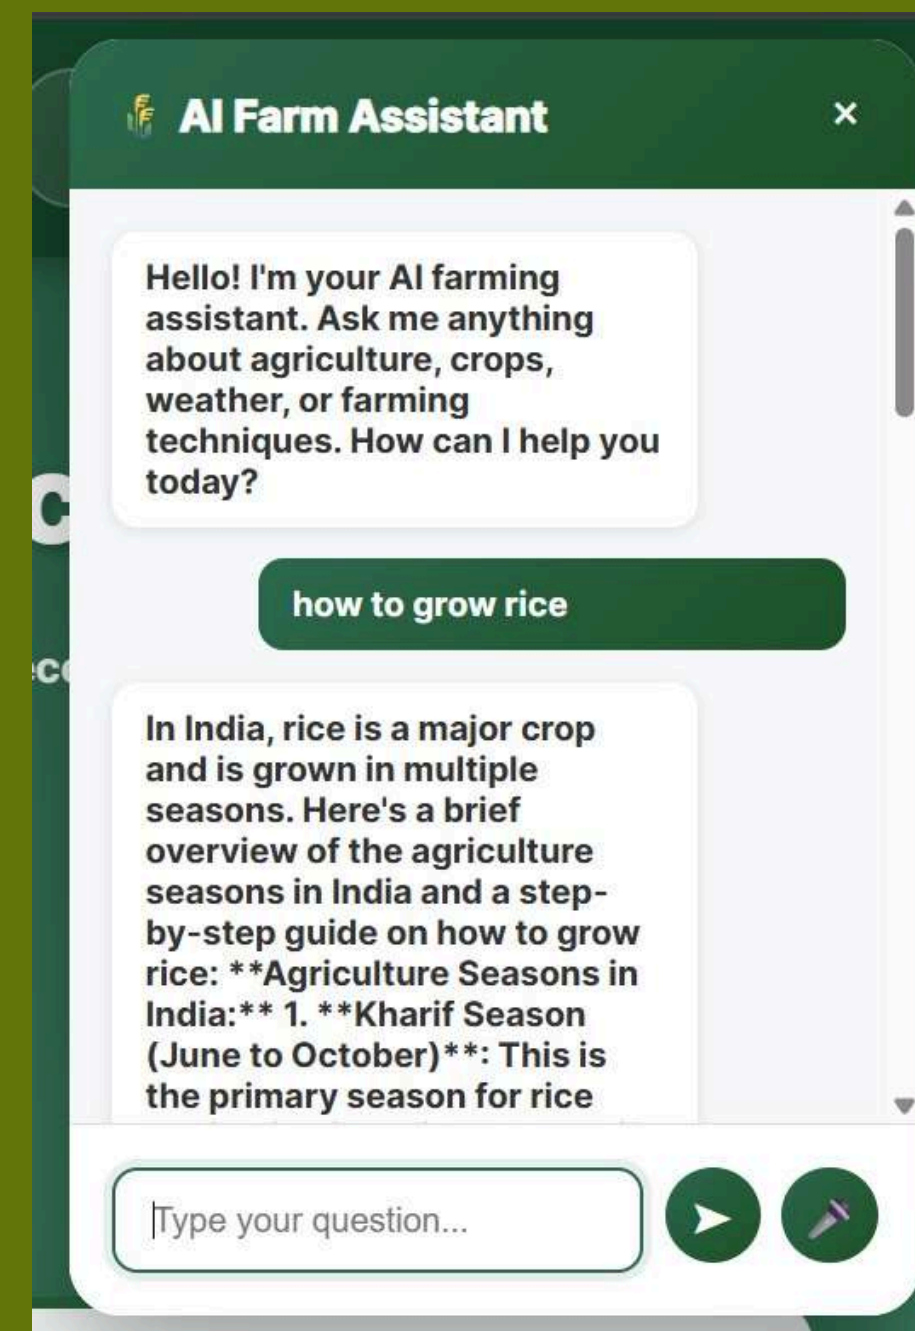 AI Farm Assistant
×
Hello! I'm your AI farming
assistant. Ask me anything
about agriculture, crops,
weather, or farming
techniques. How can I help you
today?
how to grow rice
In India, rice is a major crop
and is grown in multiple
seasons. Here's a brief
overview of the agriculture
seasons in India and a step-
by-step guide on how to grow
rice: **Agriculture Seasons in
India:** 1. **Kharif Season
(June to October)**: This is
the primary season for rice
Type your question...